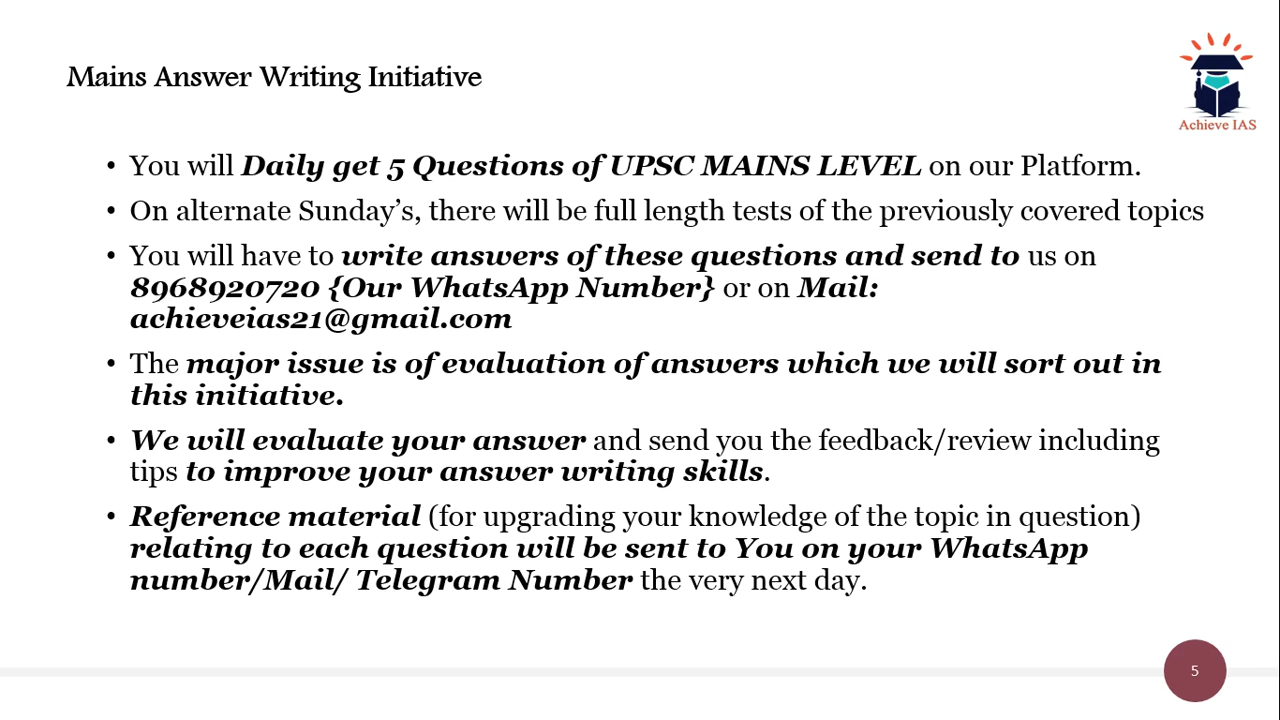 Mains Answer Writing Initiative
Achieve IAS
• You will Daily get 5 Questions of UPSC MAINS LEVEL on our Platform.
• On alternate Sunday’s, there will be full length tests of the previously covered topics
• You will have to write answers of these questions and send to us on
8968920720 {Our WhatsApp Number} or on Mail:
achieveias21@gmail.com
• The major issue is of evaluation of answers which we will sort out in
this initiative.
• We will evaluate your answer and send you the feedback/review including
tips to improve your answer writing skills.
• Reference material (for upgrading your knowledge of the topic in question)
relating to each question will be sent to You on your WhatsApp
number/Mail/ Telegram Number the very next day.
5